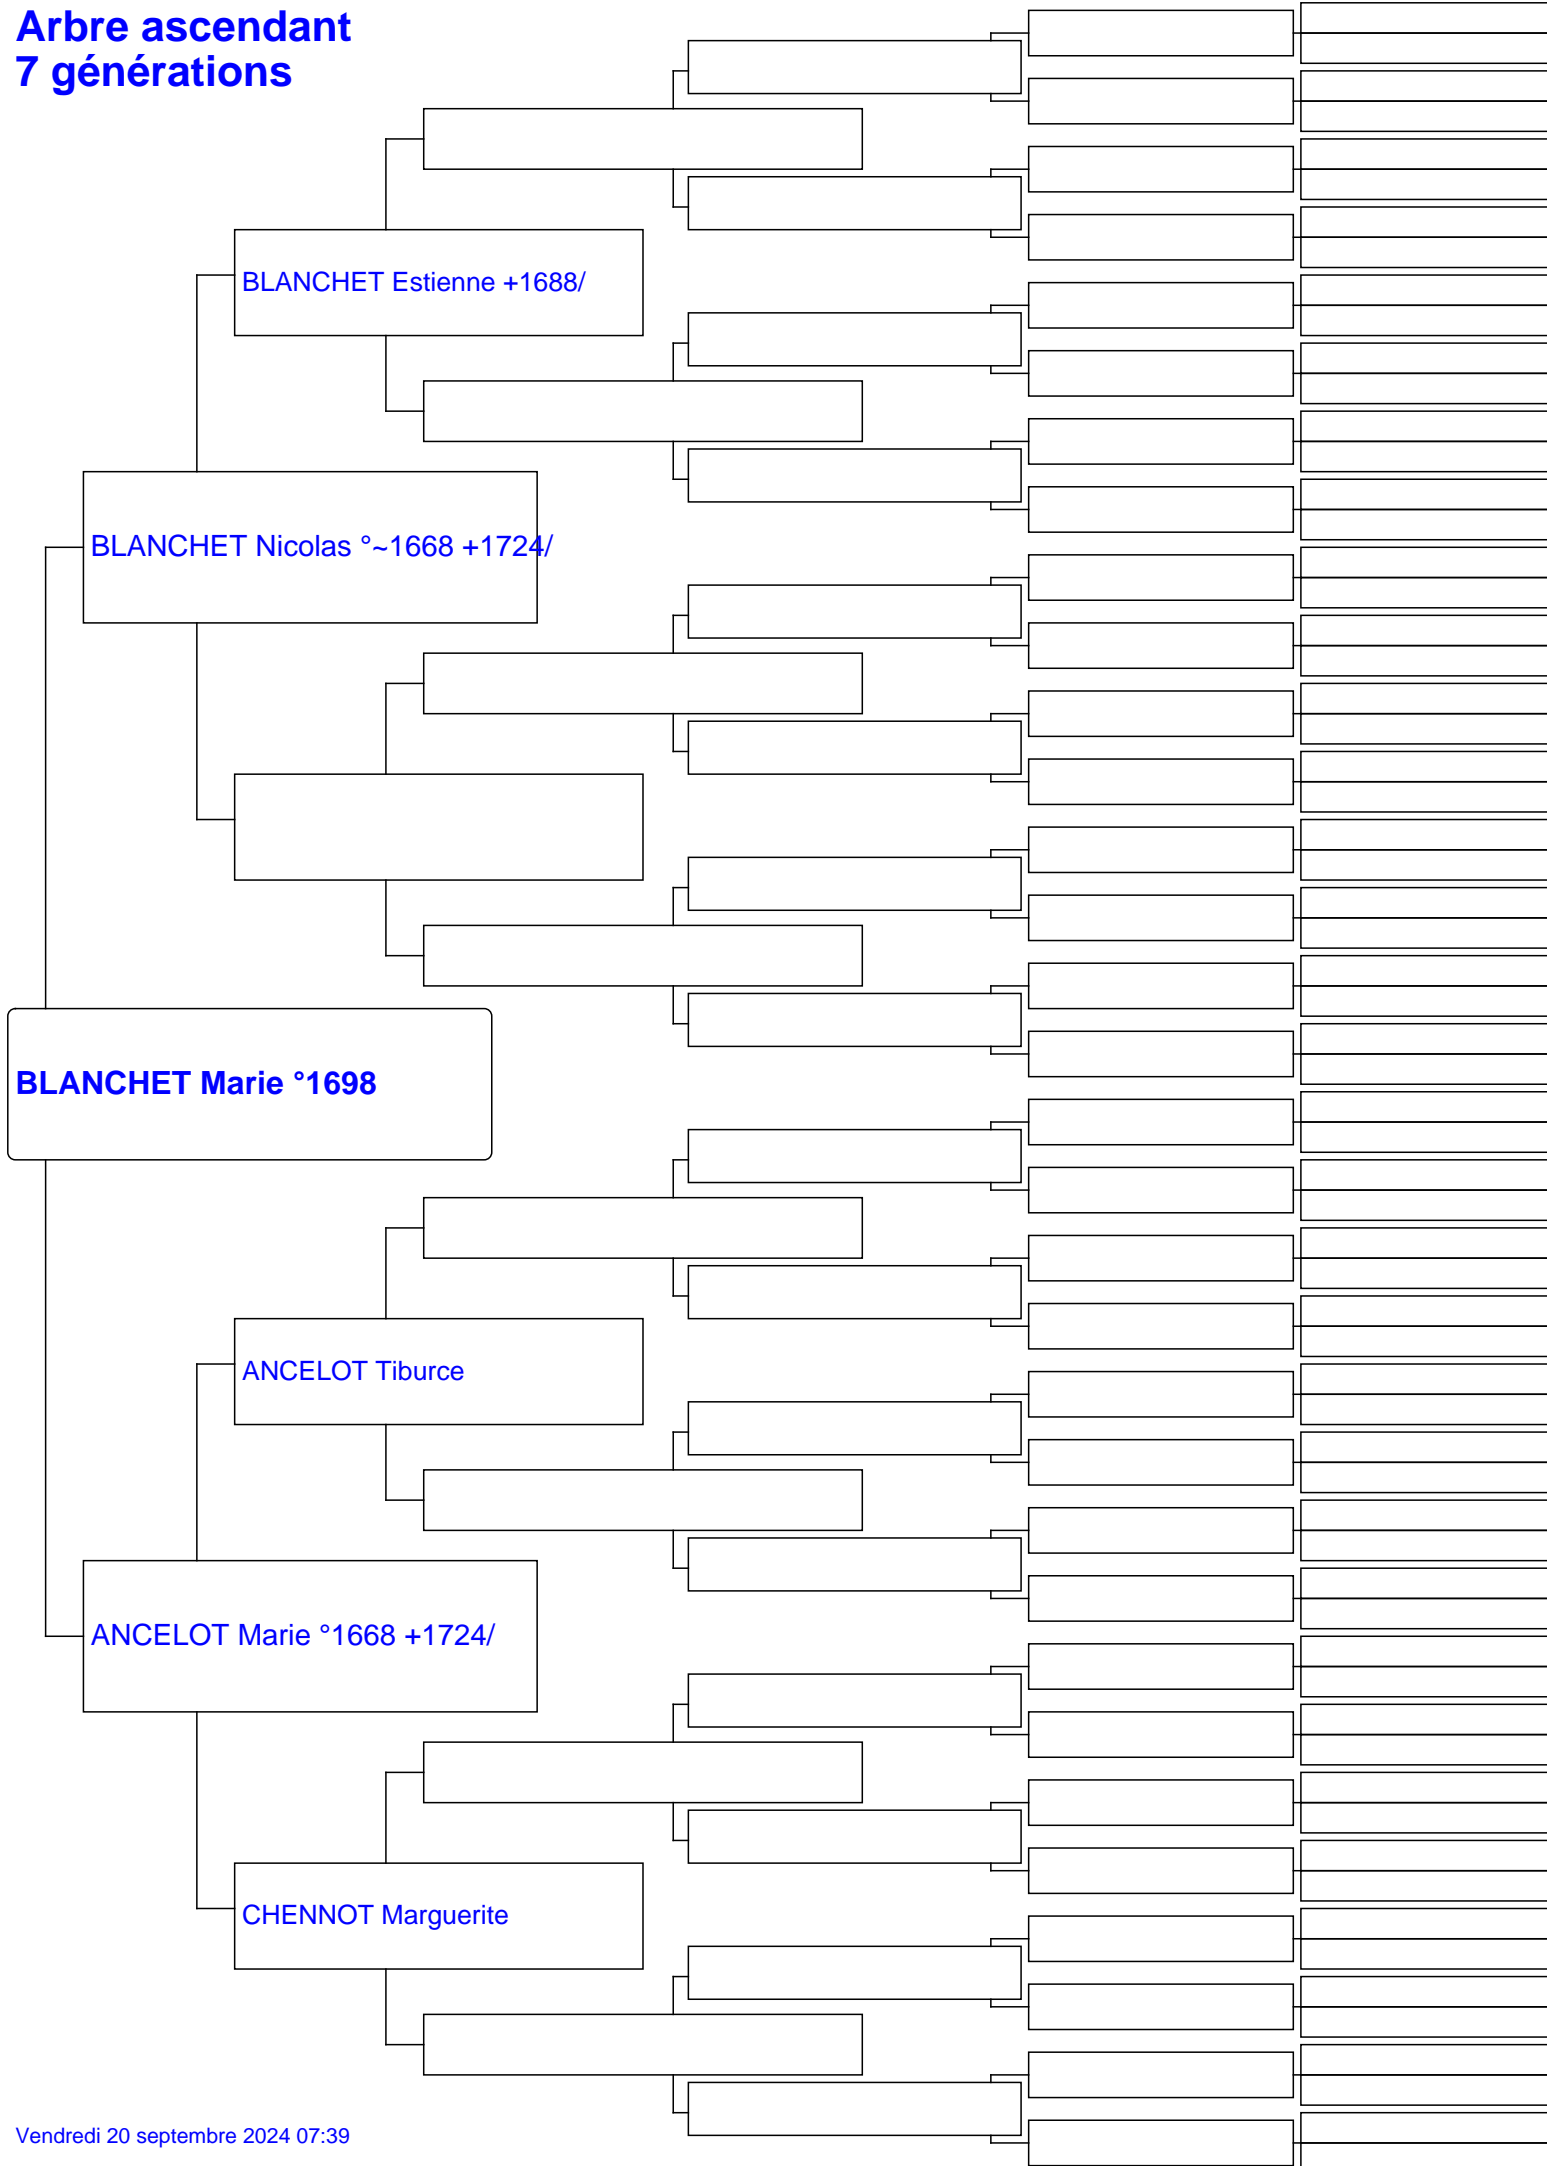 Arbre ascendant
7 générations
BLANCHET Estienne +1688/
BLANCHET Nicolas °~1668 +1724/
BLANCHET Marie °1698
ANCELOT Tiburce
ANCELOT Marie °1668 +1724/
CHENNOT Marguerite
Vendredi 20 septembre 2024 07:39